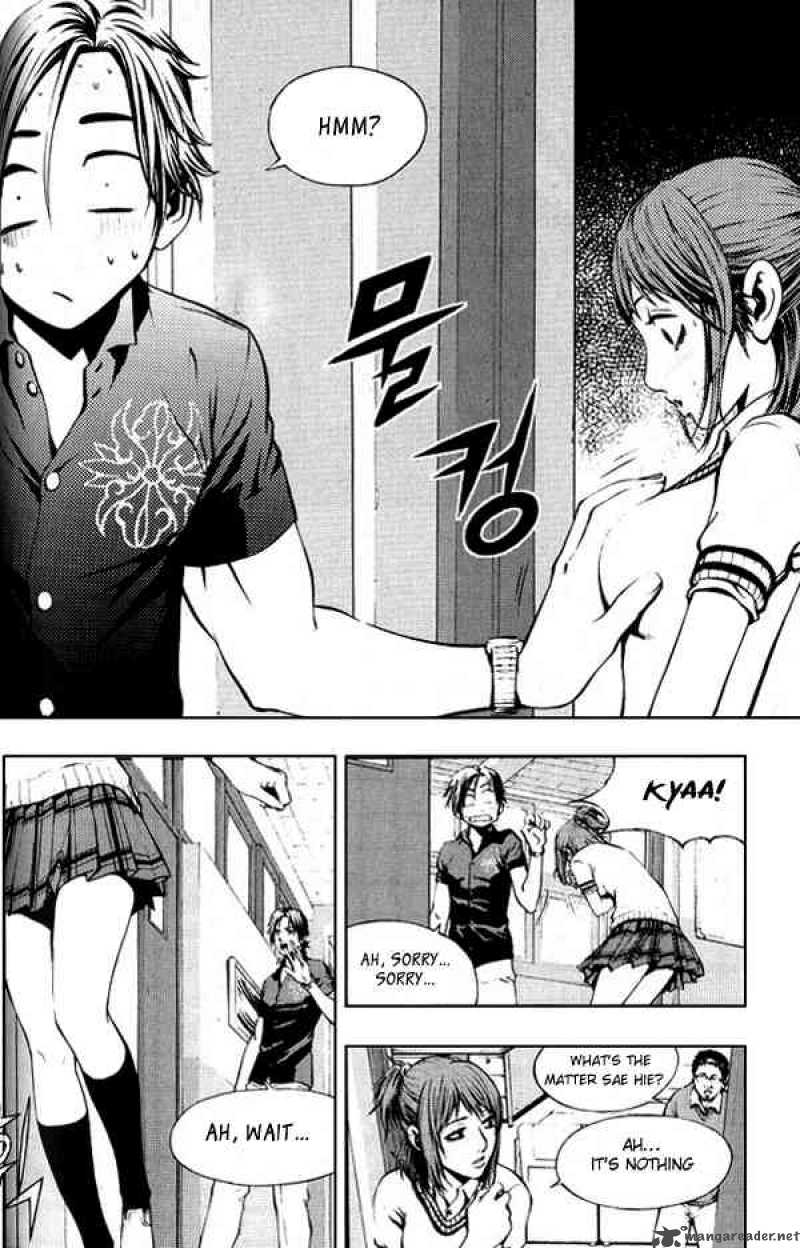 HMM?
물
컹
KYAA!
AH, SORRY...
SORRY...
AH, WAIT...
WHAT'S THE
MATTER SAE HIE?
AH...
IT'S NOTHING
mangareader.net